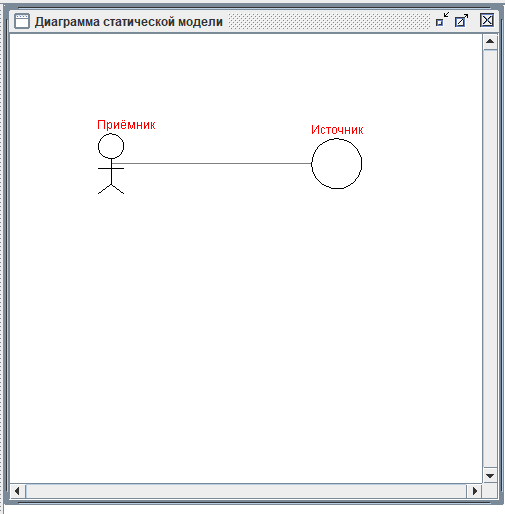 Диаграмма статической модели
Приёмник
Источник